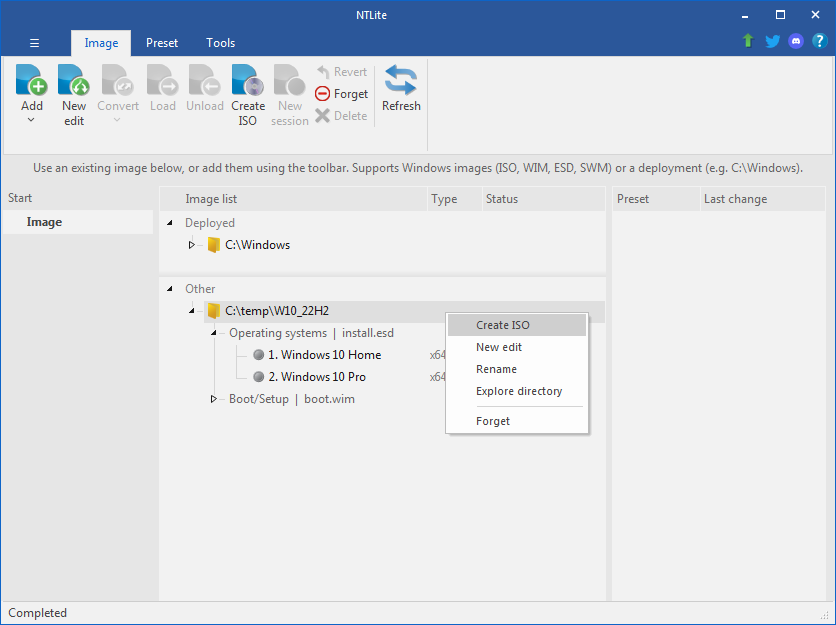 NTLite
Image Preset Tools
Add New edit Convert Load Unload Create ISO New session Revert Forget Delete Refresh
Use an existing image below, or add them using the toolbar. Supports Windows images (ISO, WIM, ESD, SWM) or a deployment (e.g. C:\Windows).
Start
Image
Image list Type Status
Deployed
C:\Windows
Other
C:\temp\W10_22H2
Operating systems | install.esd
1. Windows 10 Home x64
2. Windows 10 Pro x64
Boot/Setup | boot.wim
Create ISO
New edit
Rename
Explore directory
Forget
Preset Last change
Completed